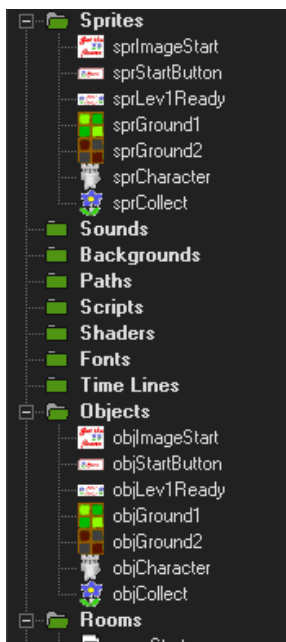 Sprites
sprImageStart
sprStartButton
sprLev1Ready
sprGround1
sprGround2
sprCharacter
sprCollect
Sounds
Backgrounds
Paths
Scripts
Shaders
Fonts
Time Lines
Objects
objImageStart
objStartButton
objLev1Ready
objGround1
objGround2
objCharacter
objCollect
Rooms